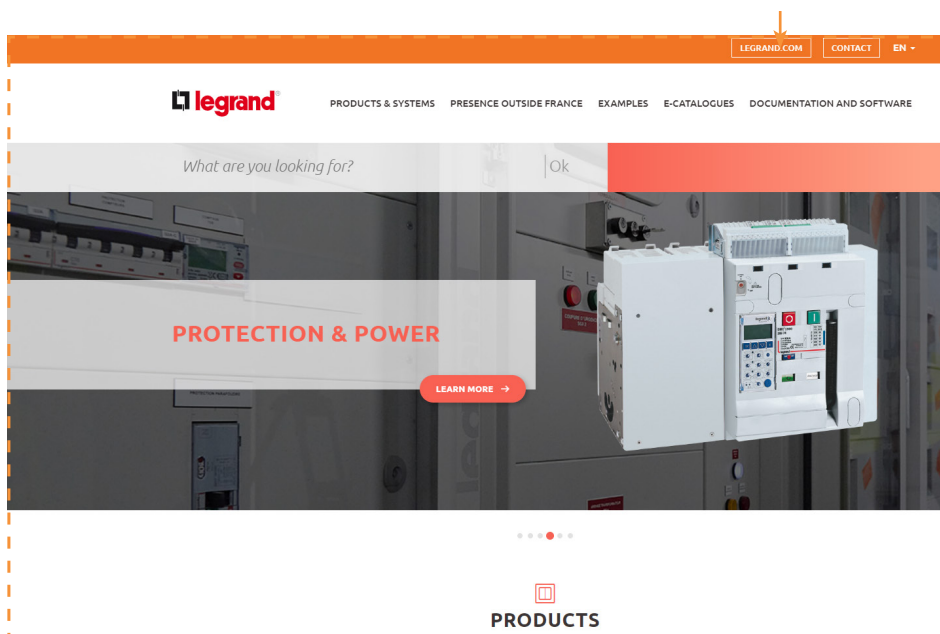 LEGRAND.COM CONTACT EN
legrand®
PRODUCTS & SYSTEMS PRESENCE OUTSIDE FRANCE EXAMPLES E-CATALOGUES DOCUMENTATION AND SOFTWARE
What are you looking for? Ok
PROTECTION & POWER
LEARN MORE →
PRODUCTS